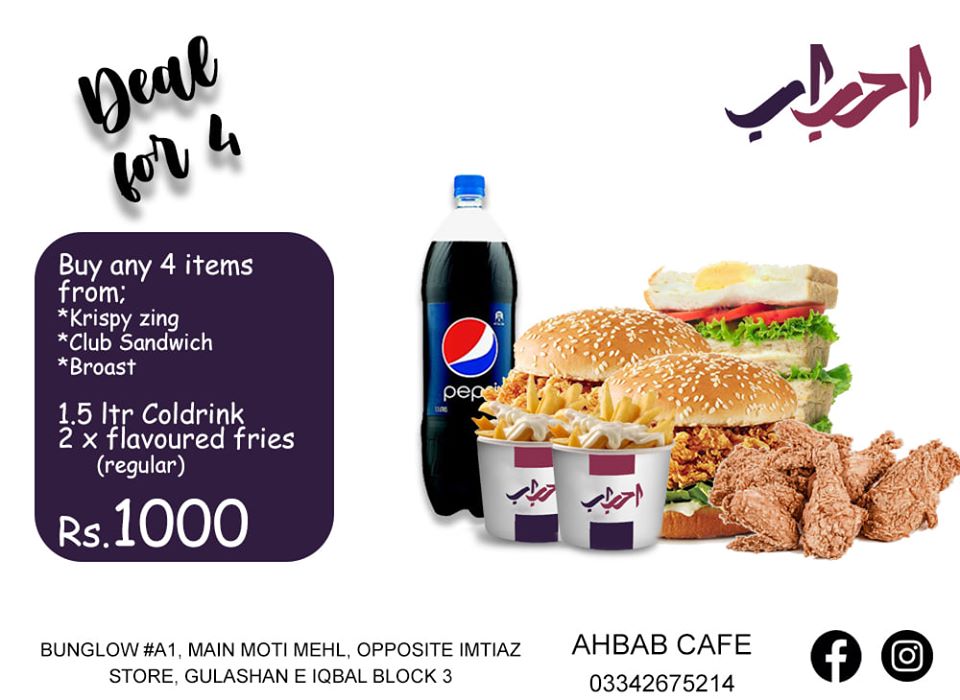 Deal
for 4
احباب
Buy any 4 items
from;
*Krispy zing
*Club Sandwich
*Broast
1.5 ltr Coldrink
2 x flavoured fries
(regular)
Rs.1000
pepsi
احباب
احباب
BUNGLOW #A1, MAIN MOTI MEHL, OPPOSITE IMTIAZ
STORE, GULASHAN E IQBAL BLOCK 3
AHBAB CAFE
03342675214